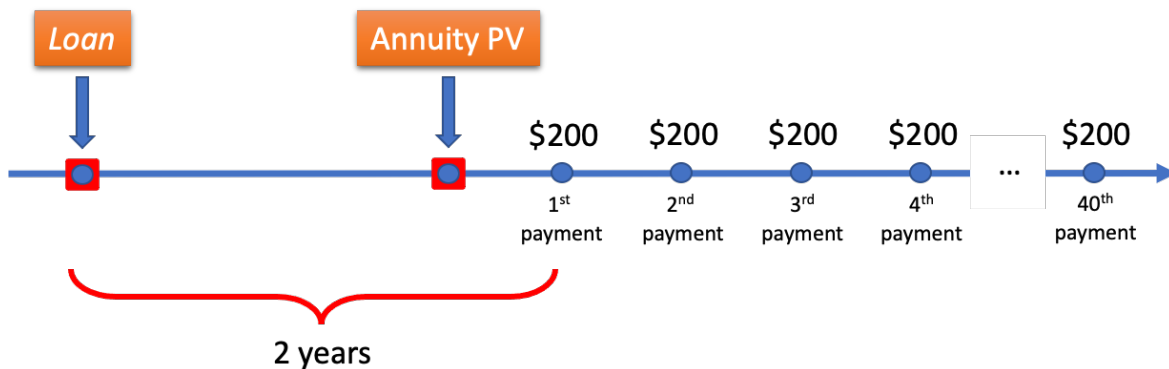 Loan
Annuity PV
$200 $200 $200 $200 $200
...
1st 2nd 3rd 4th 40th
payment payment payment payment payment
2 years